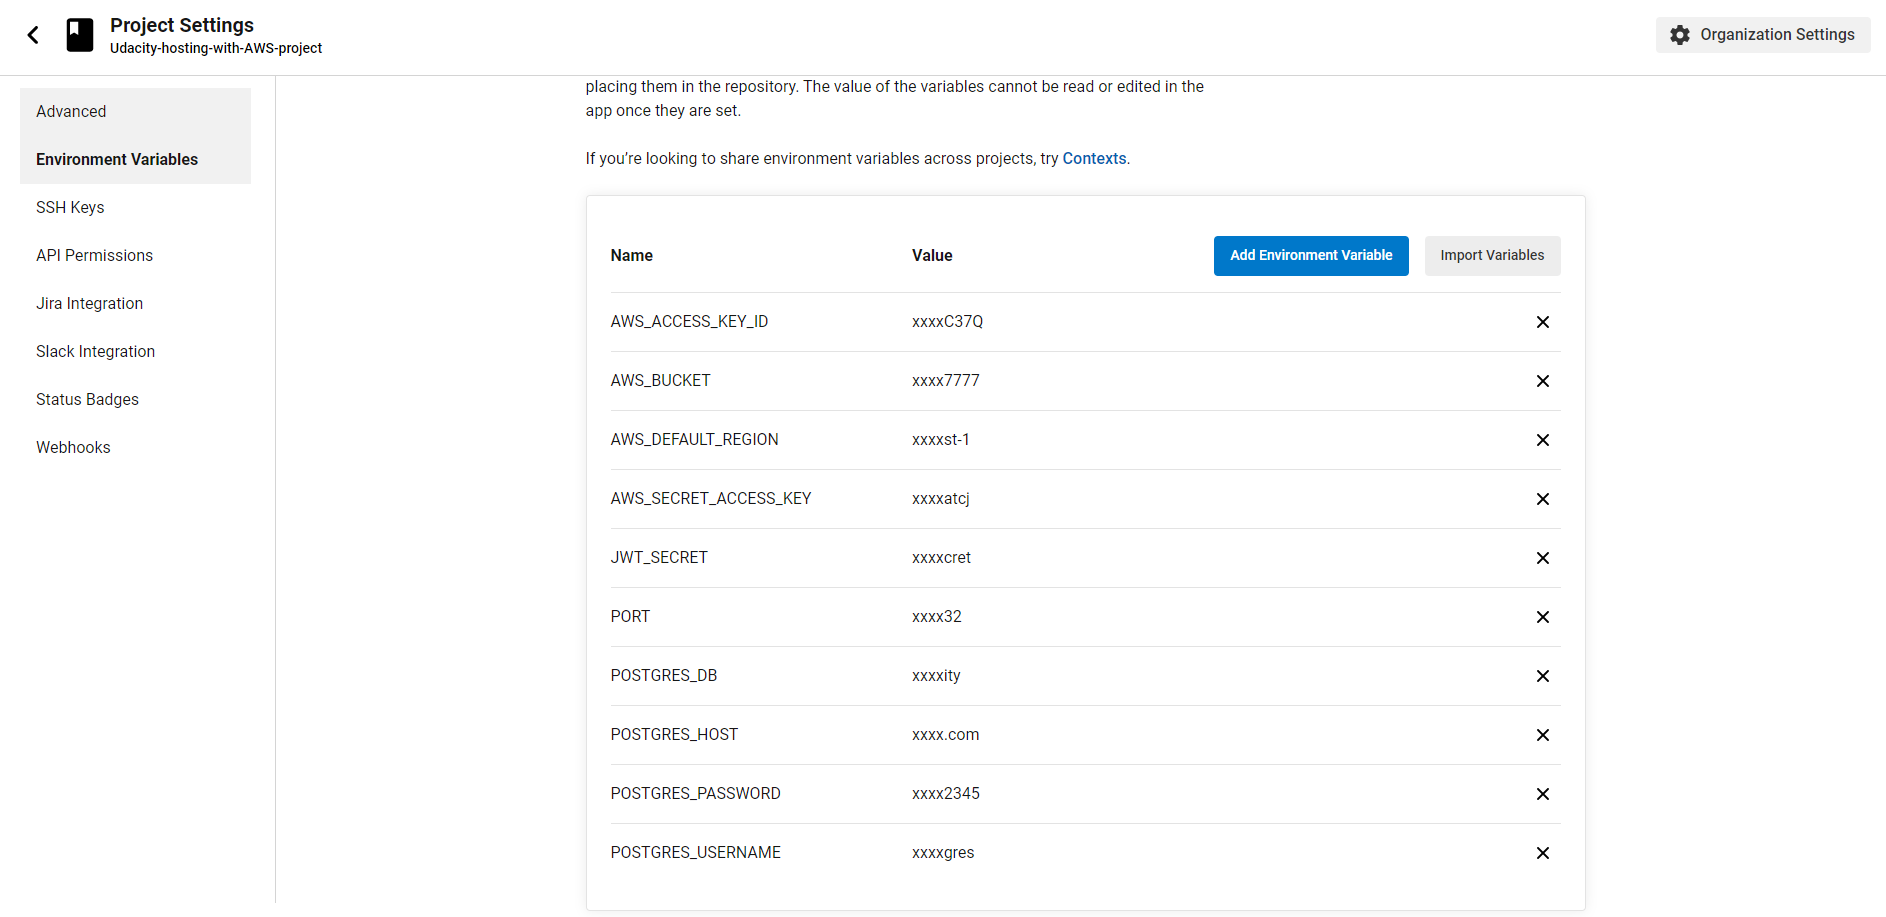 Project Settings
Udacity-hosting-with-AWS-project
Organization Settings
Advanced
Environment Variables
SSH Keys
API Permissions
Jira Integration
Slack Integration
Status Badges
Webhooks
placing them in the repository. The value of the variables cannot be read or edited in the
app once they are set.
If you’re looking to share environment variables across projects, try Contexts.
Name Value Add Environment Variable Import Variables
AWS_ACCESS_KEY_ID xxxxC37Q
AWS_BUCKET xxxx7777
AWS_DEFAULT_REGION xxxxst-1
AWS_SECRET_ACCESS_KEY xxxxatcj
JWT_SECRET xxxxcret
PORT xxxx32
POSTGRES_DB xxxxity
POSTGRES_HOST xxxx.com
POSTGRES_PASSWORD xxxx2345
POSTGRES_USERNAME xxxxgres